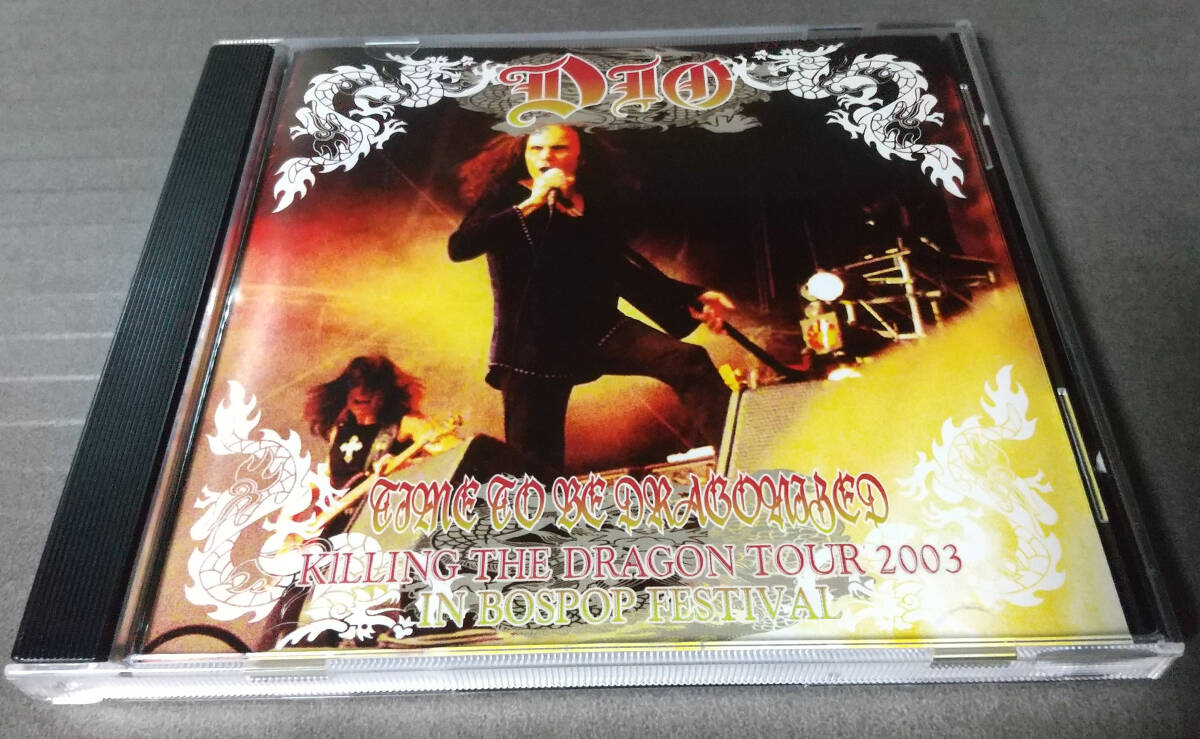 DIO
TIME TO BE DRAGONIZED
KILLING THE DRAGON TOUR 2003
IN BOSPOP FESTIVAL